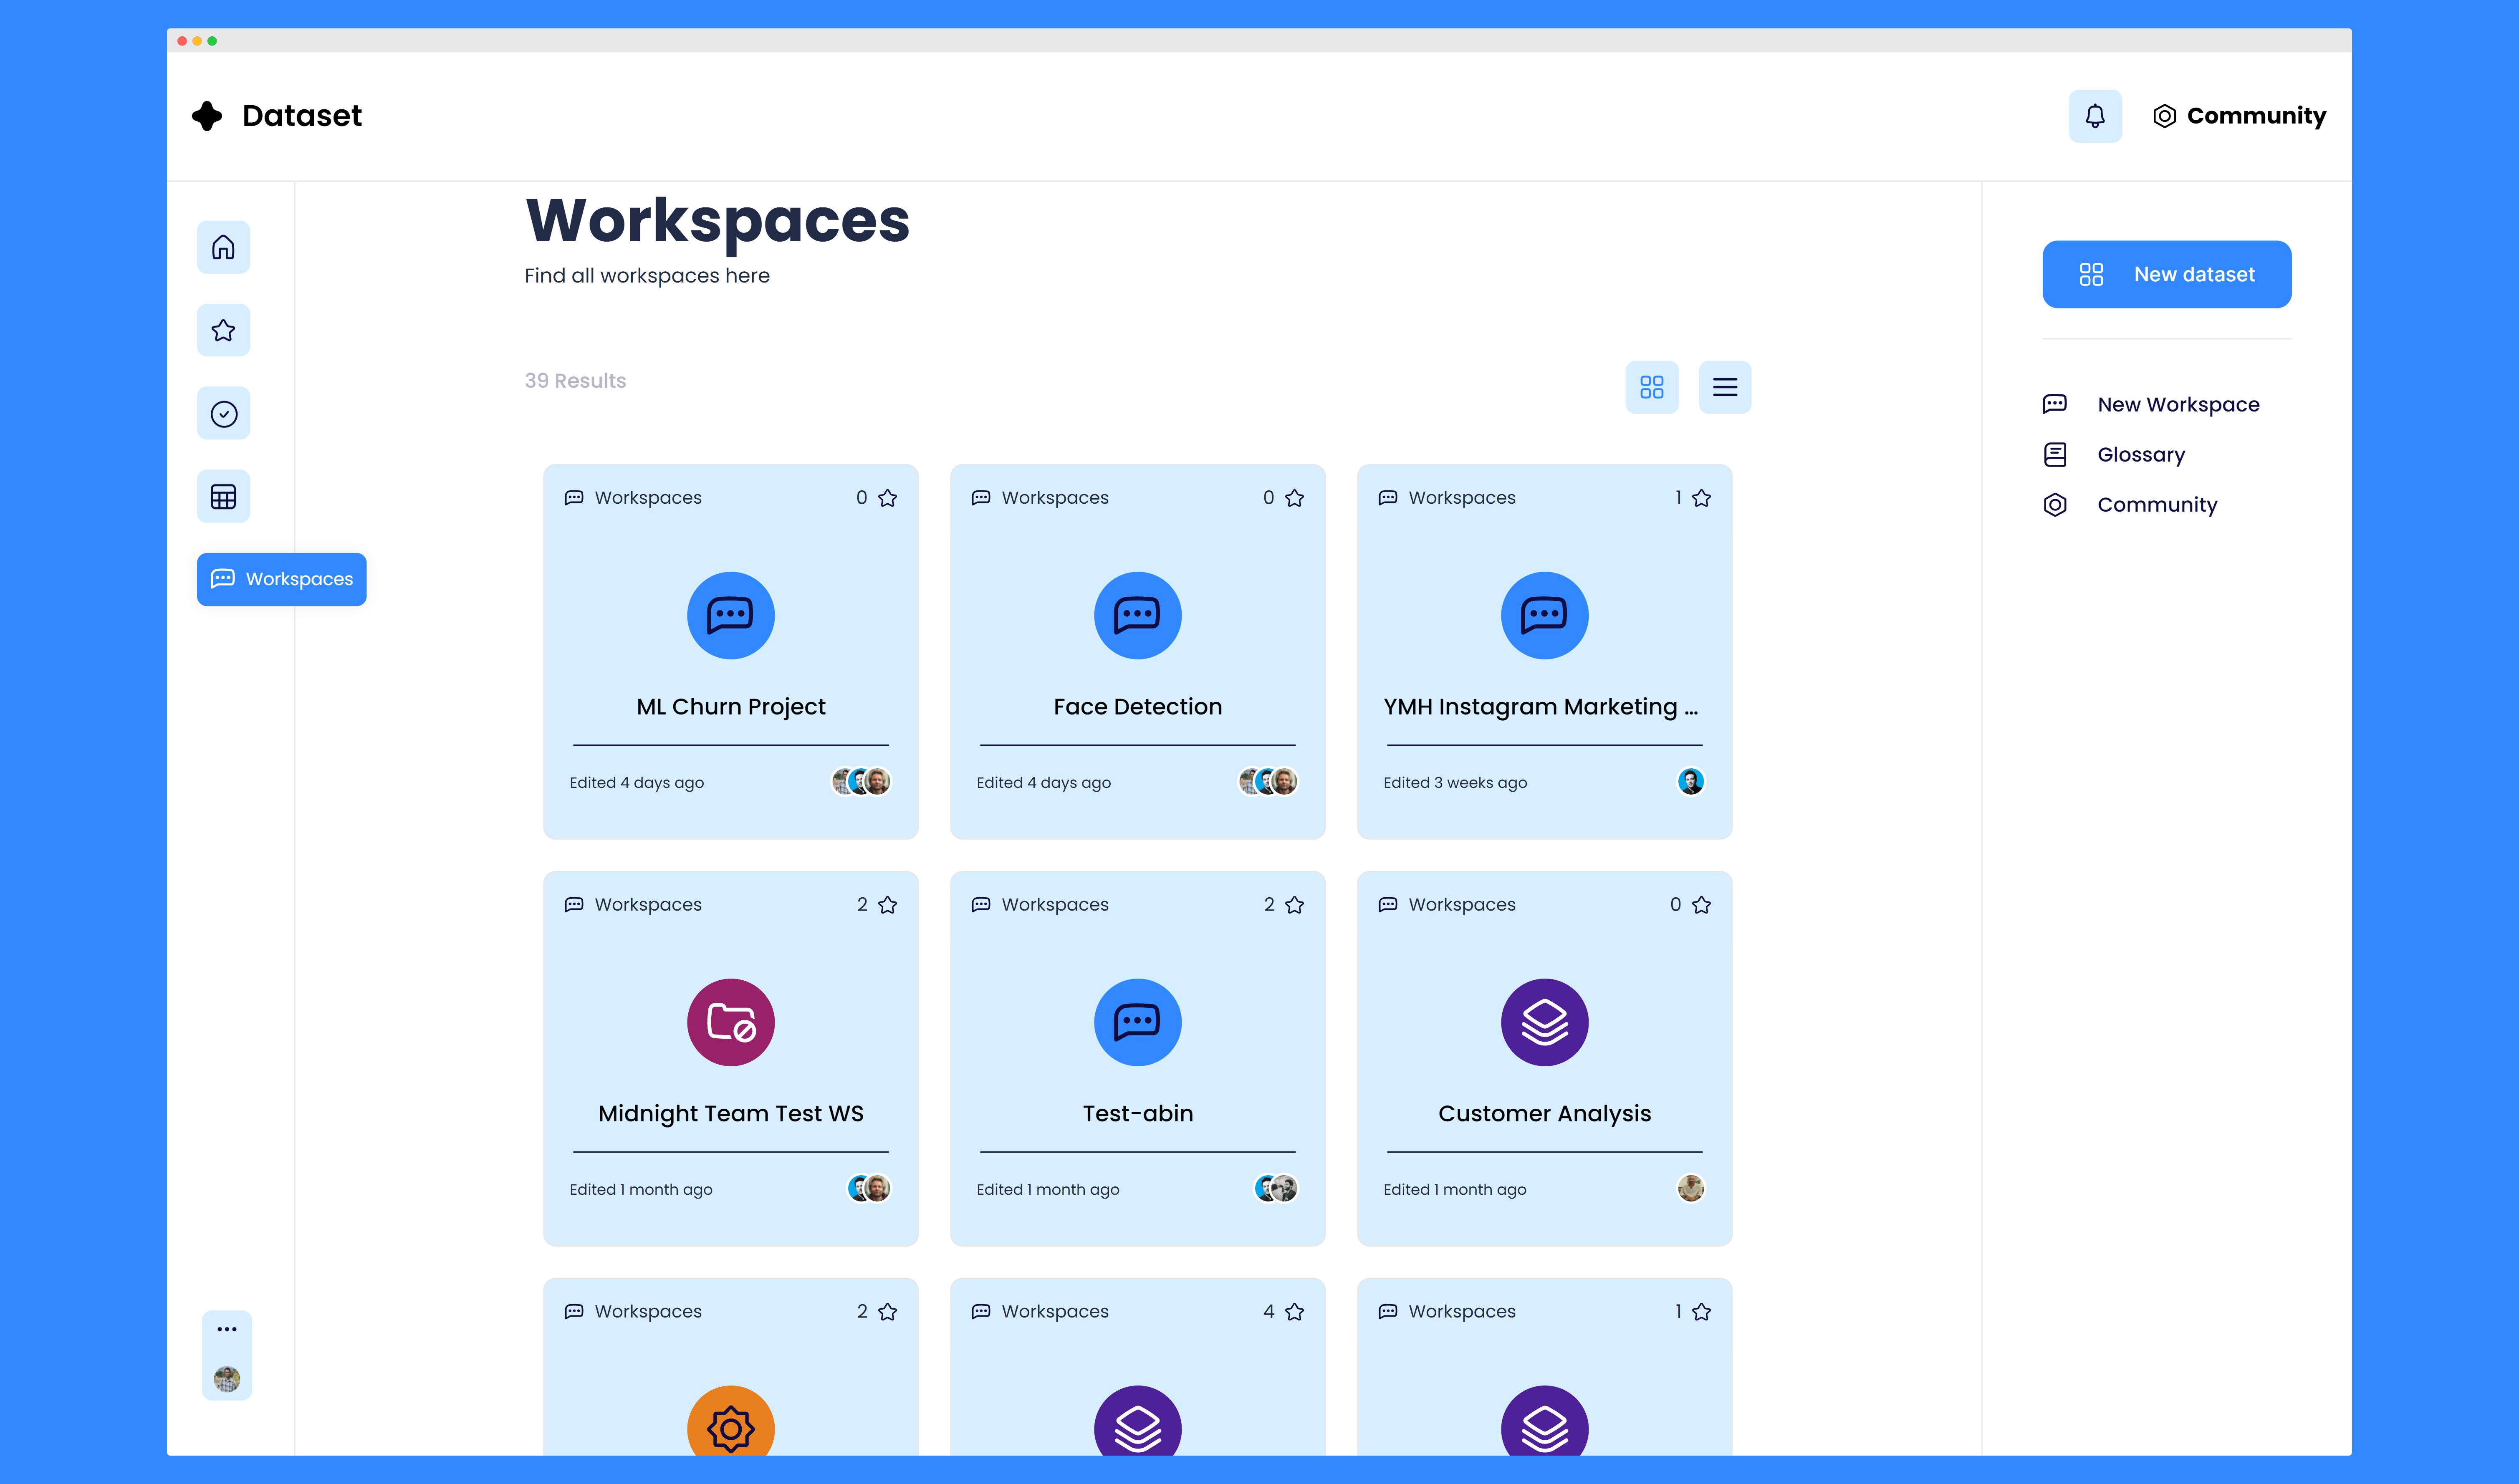 Dataset
Community
Workspaces
Find all workspaces here
39 Results
New dataset
New Workspace
Glossary
Community
Workspaces
Workspaces 0
Workspaces 0
Workspaces 1
ML Churn Project
Face Detection
YMH Instagram Marketing ...
Edited 4 days ago
Edited 4 days ago
Edited 3 weeks ago
Workspaces 2
Workspaces 2
Workspaces 0
Midnight Team Test WS
Test-abin
Customer Analysis
Edited 1 month ago
Edited 1 month ago
Edited 1 month ago
Workspaces 2
Workspaces 4
Workspaces 1